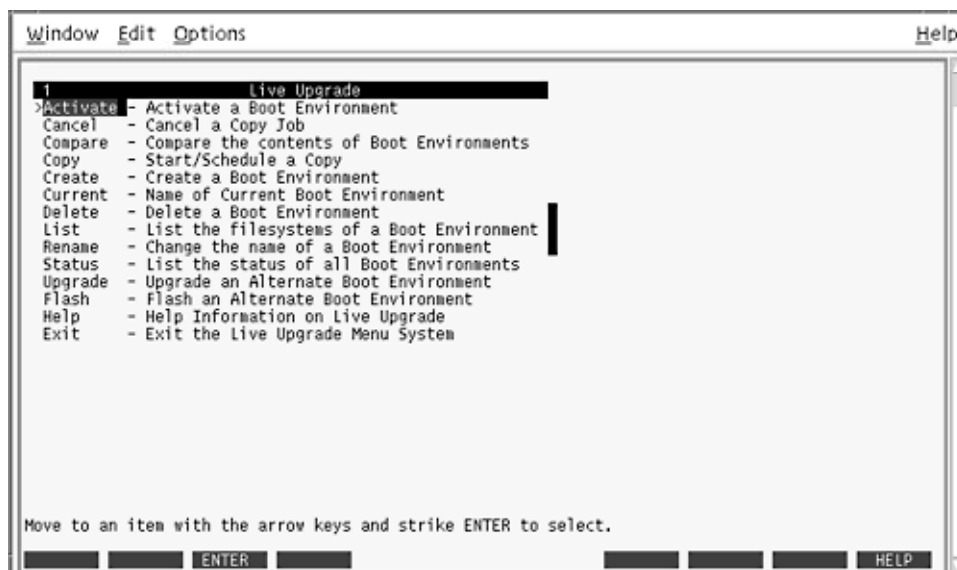 Window Edit Options Help
1 Live Upgrade
>Activate - Activate a Boot Environment
Cancel - Cancel a Copy Job
Compare - Compare the contents of Boot Environments
Copy - Start/Schedule a Copy
Create - Create a Boot Environment
Current - Name of Current Boot Environment
Delete - Delete a Boot Environment
List - List the filesystems of a Boot Environment
Rename - Change the name of a Boot Environment
Status - List the status of all Boot Environments
Upgrade - Upgrade an Alternate Boot Environment
Flash - Flash an Alternate Boot Environment
Help - Help Information on Live Upgrade
Exit - Exit the Live Upgrade Menu System
Move to an item with the arrow keys and strike ENTER to select.
ENTER HELP